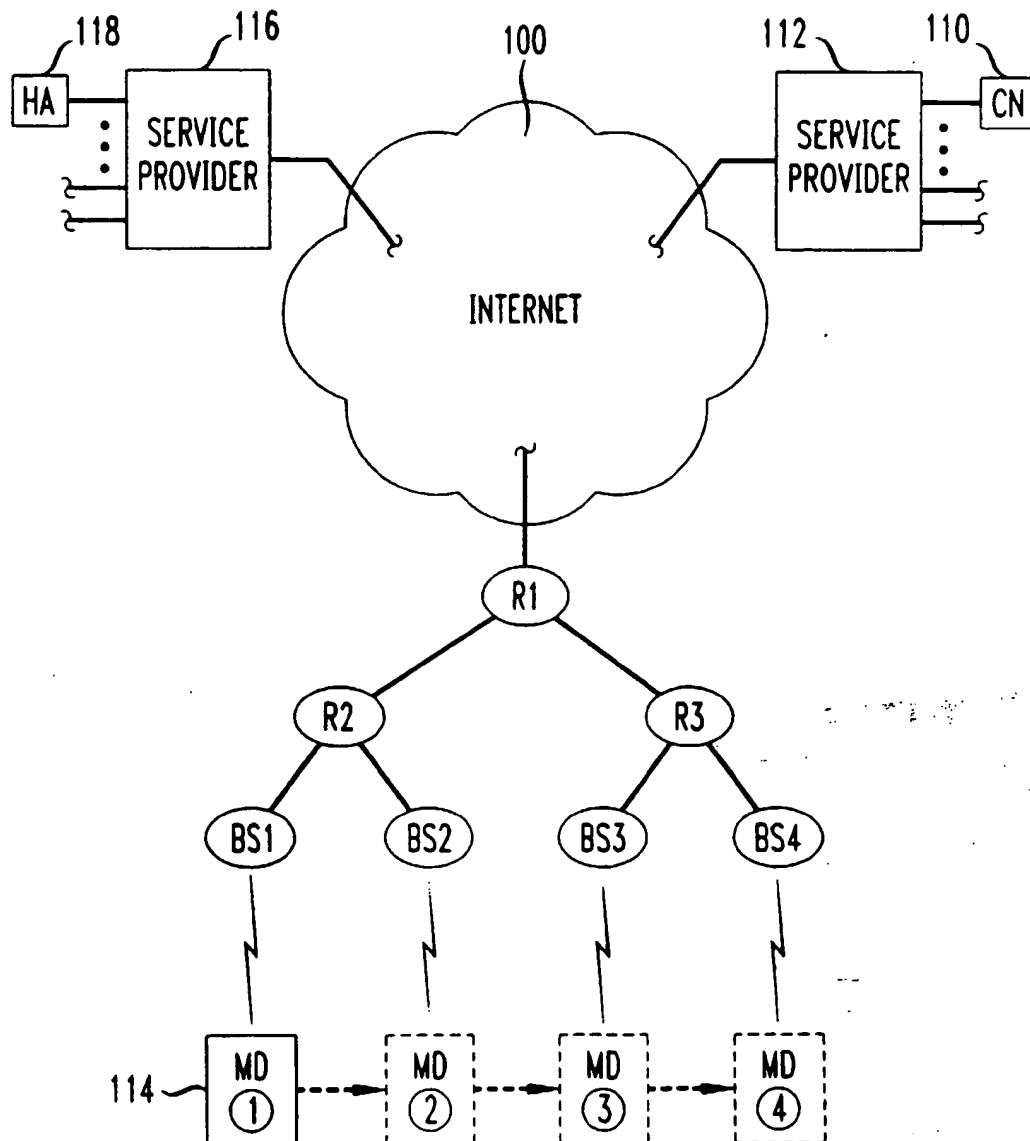 118
116
100
112
110
HA
SERVICE
PROVIDER
SERVICE
PROVIDER
CN
INTERNET
R1
R2
R3
BS1
BS2
BS3
BS4
114
MD
1
MD
2
MD
3
MD
4